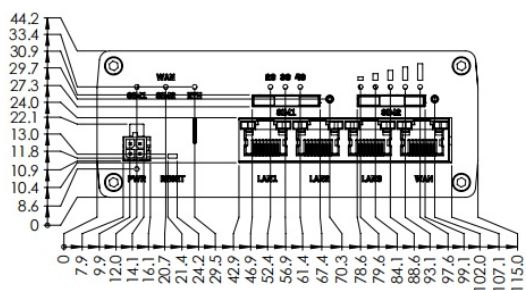 44.2
33.4
30.9
29.7
27.3
24.0
22.1
13.0
11.8
10.9
10.4
8.6
0
WAN
SIM1 SIM2 ETH
2G 3G 4G
SIM1 SIM2
PWR RESET LAN1 LAN2 LAN3 WAN
0 7.9 9.9 12.0 14.1 16.1 20.7 21.4 24.2 29.5 42.9 46.9 52.4 56.9 61.4 67.4 70.3 78.6 79.6 84.1 88.6 93.1 97.6 99.1 102.0 107.1 115.0